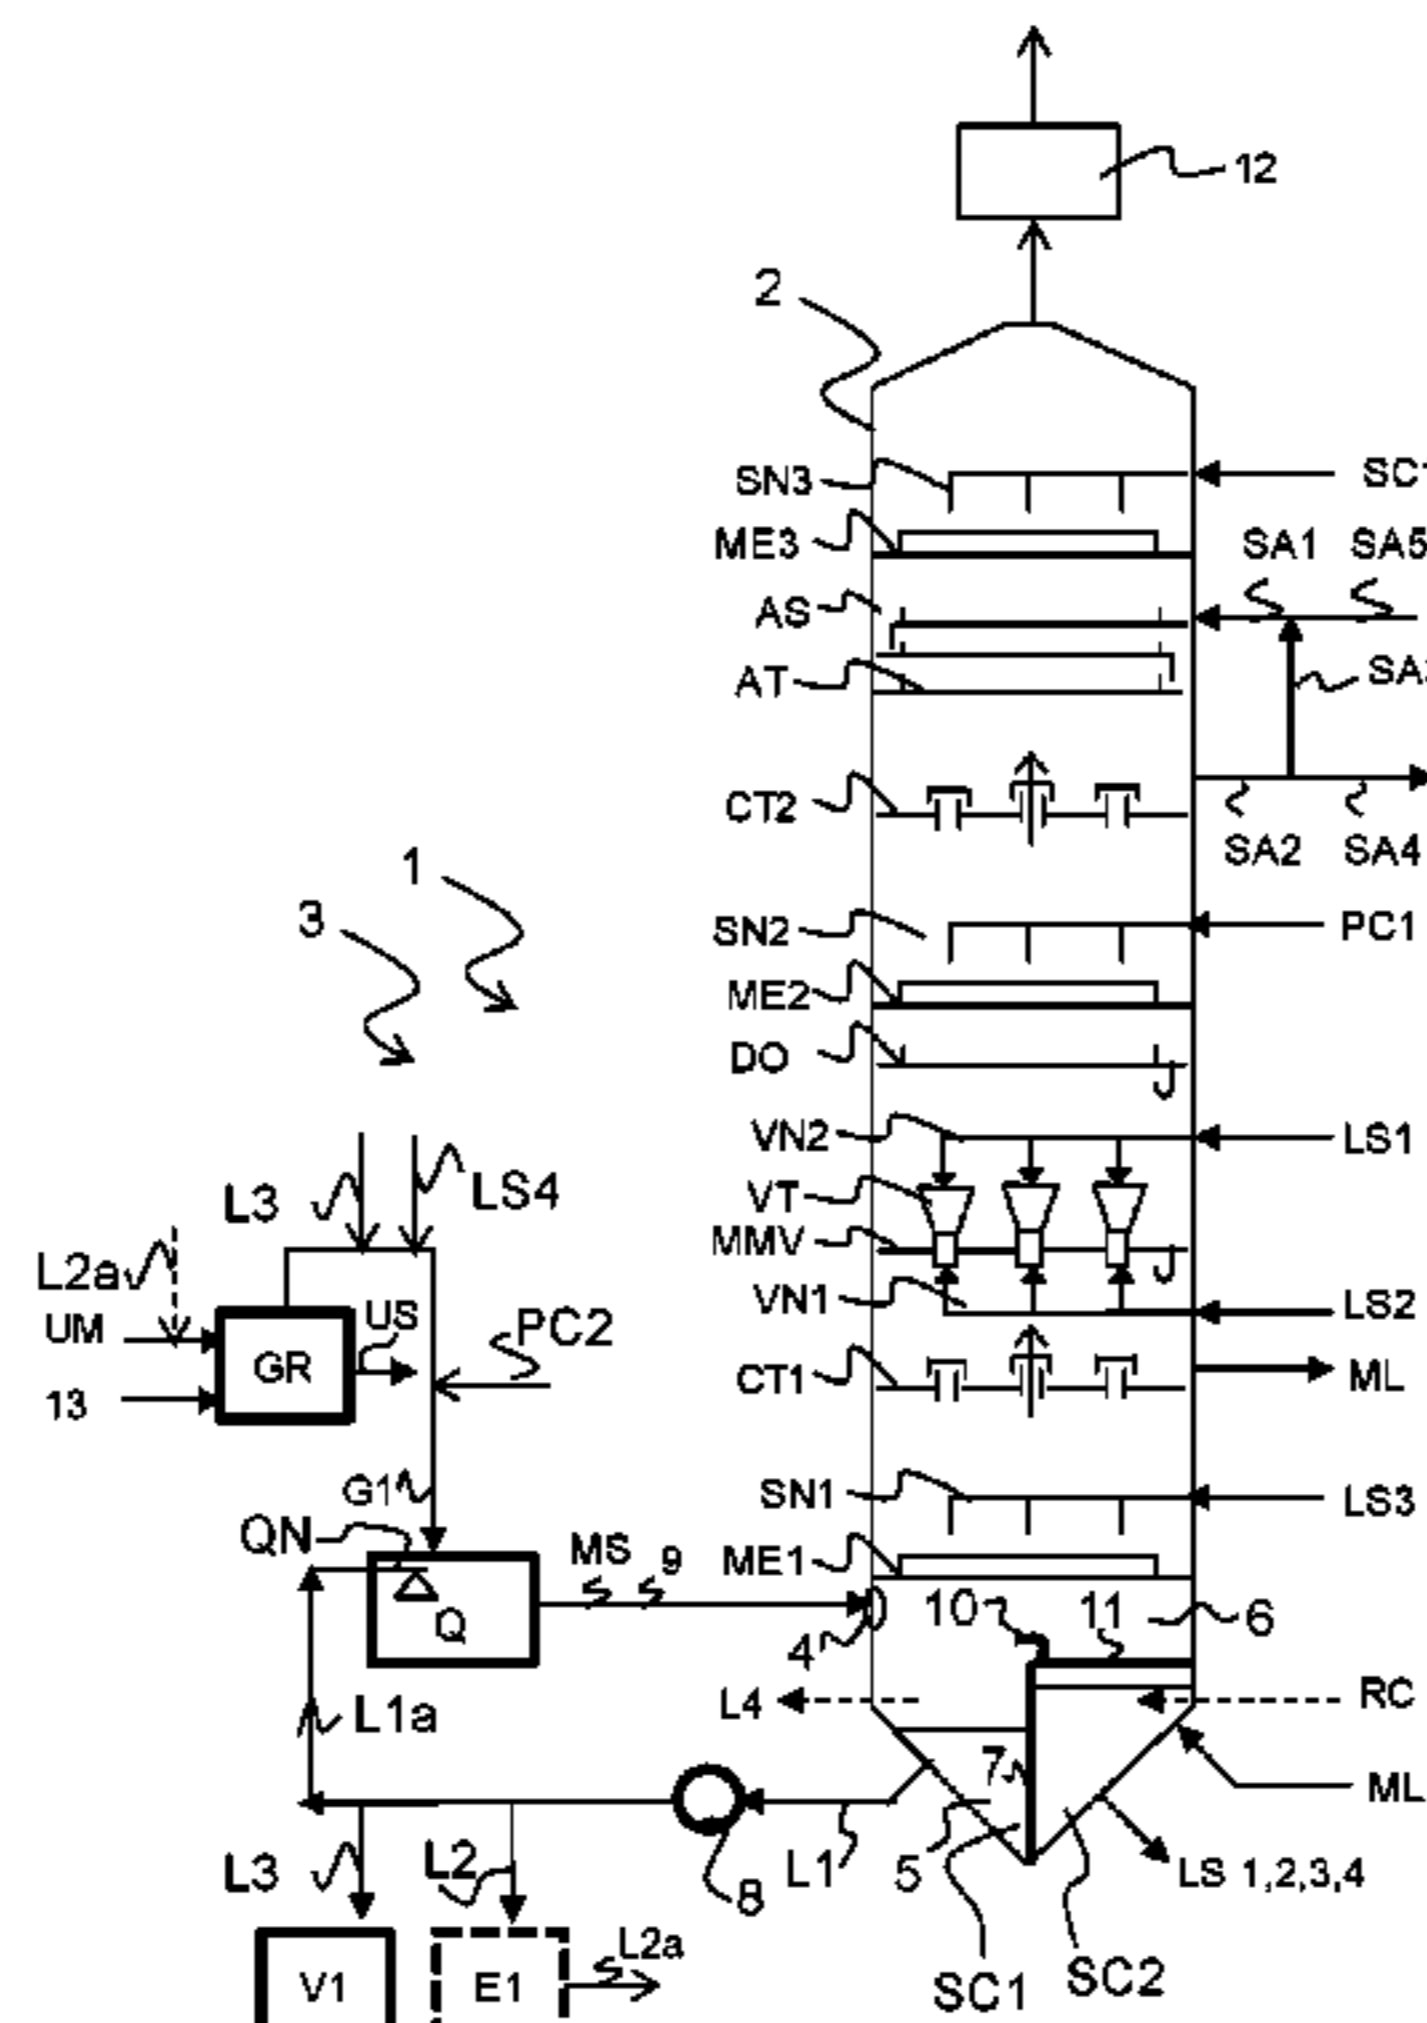 12
2
SN3
SC1
ME3
SA1
SA5
AS
AT
CT2
SA2
SA4
1
3
SN2
PC1
ME2
DO
VN2
LS1
L3
LS4
VT
L2a
MMV
UM
US
PC2
VN1
LS2
GR
CT1
ML
13
G1
SN1
LS3
QN
MS
9
ME1
Q
10
11
6
4
L4
RC
L1a
7
ML
L3
L2
8
L1
5
LS 1,2,3,4
V1
E1
L2a
SC1
SC2